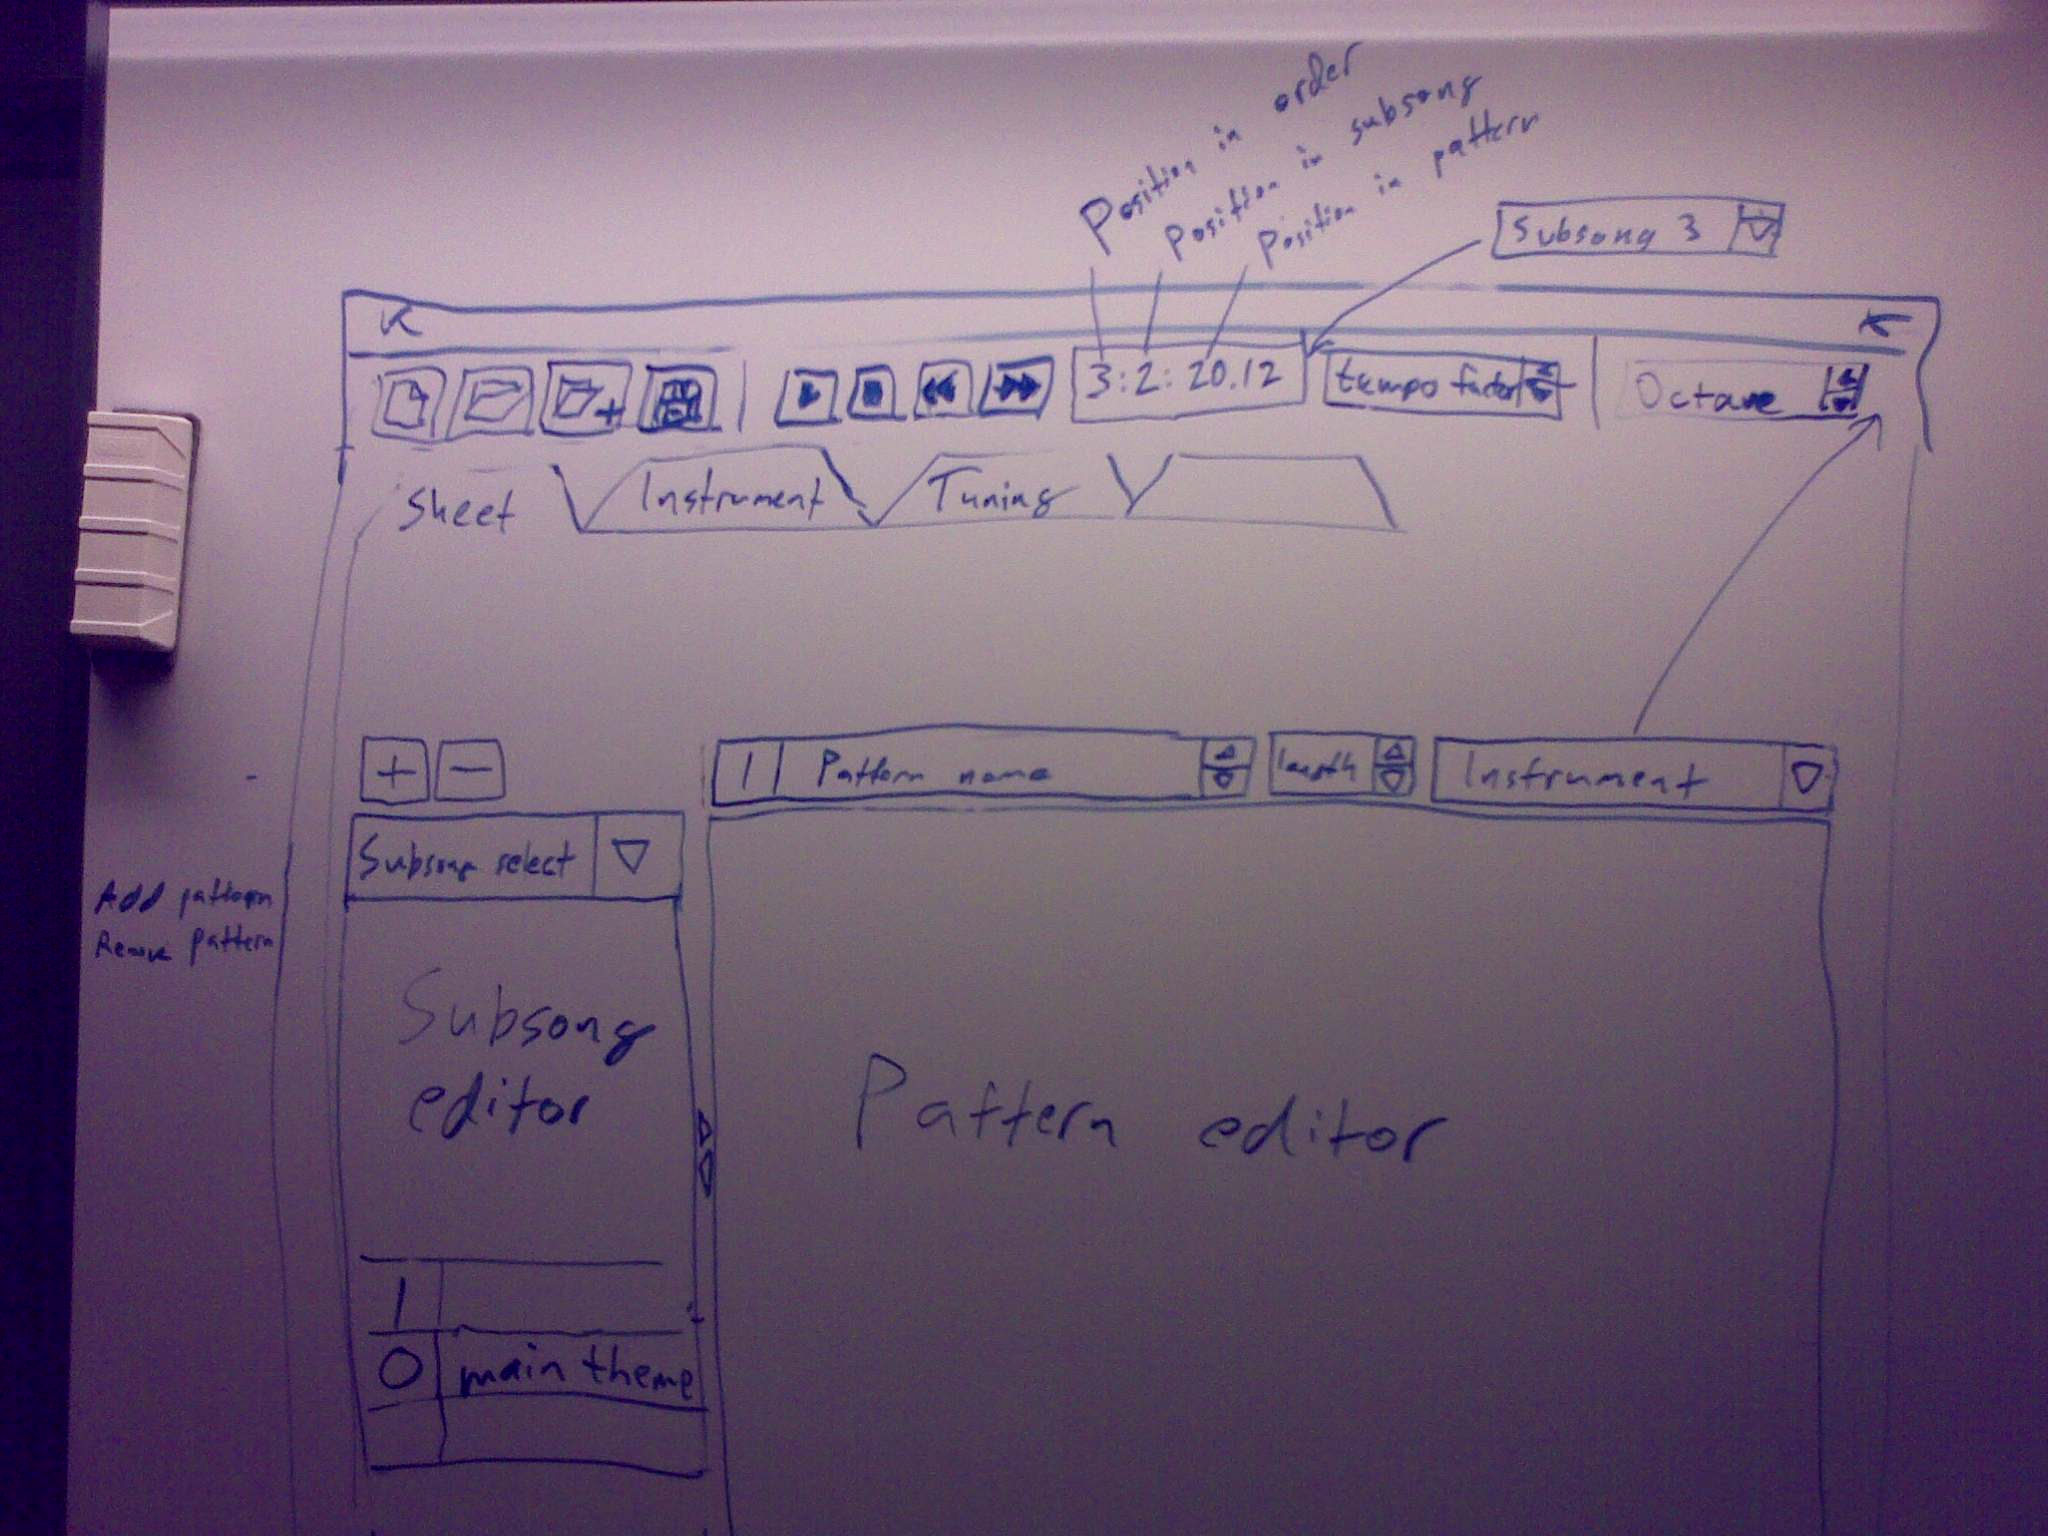 Position in order
Position in subsong
Position in pattern
Subsong 3
K
3:2:20.12
tempo factor
Octave
Sheet
Instrument
Tuning
+ −
1 Pattern name
length
Instrument
Subsong select
Add pattern
Remove pattern
Subsong
editor
Pattern editor
1
0 main theme